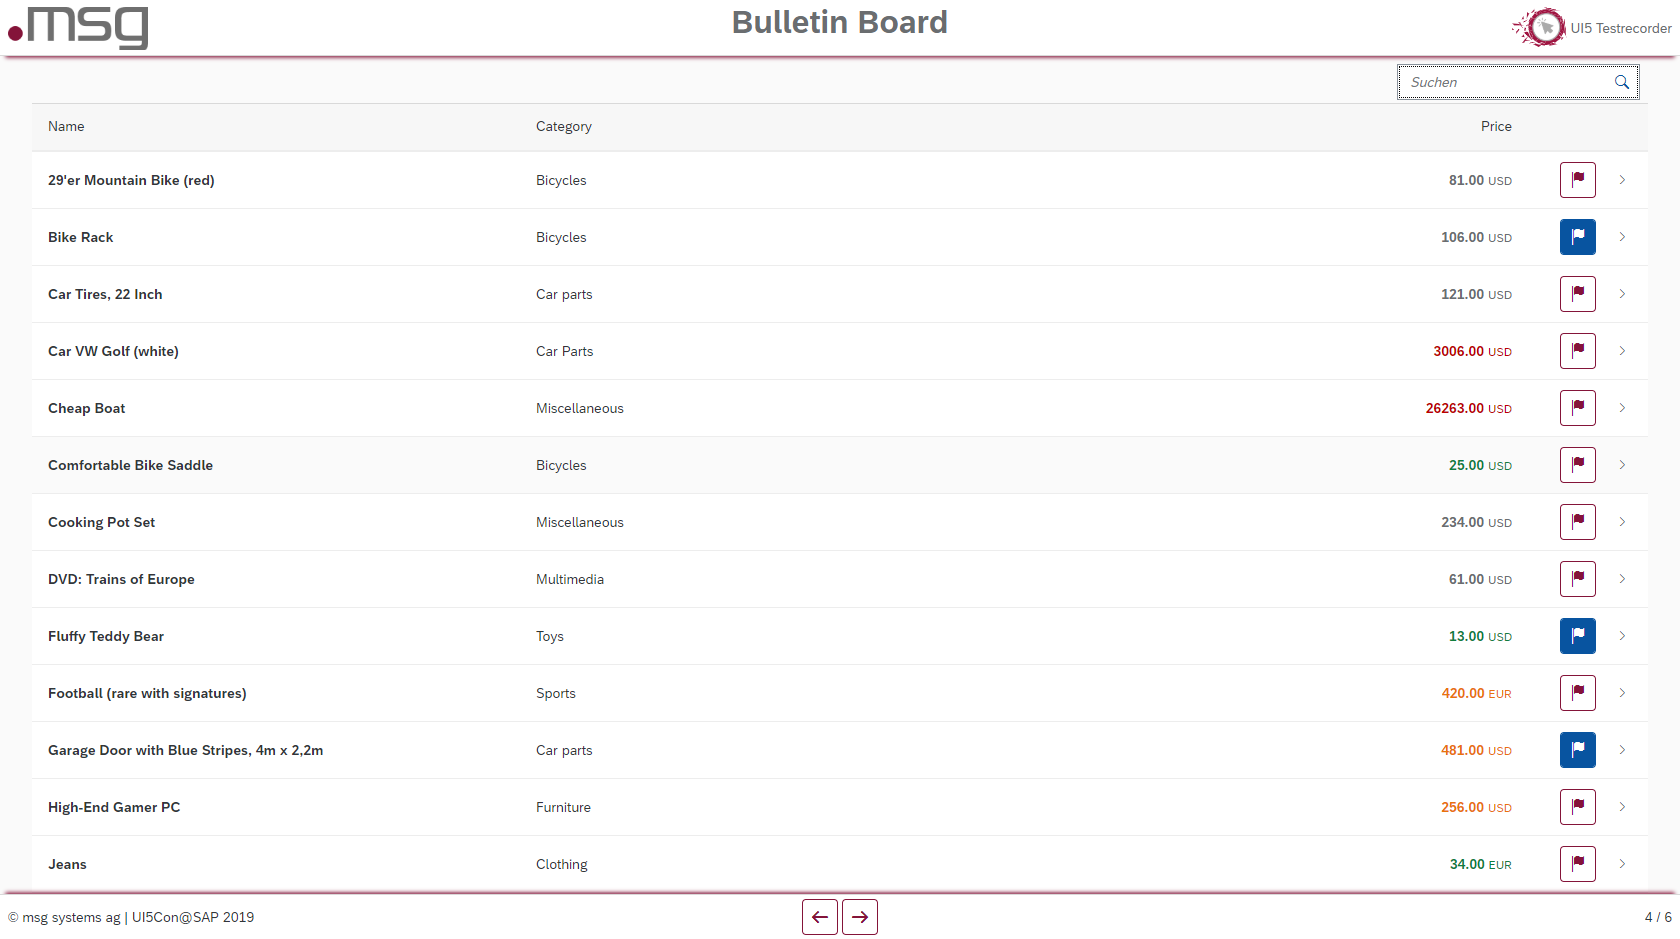 msg
Bulletin Board
UI5 Testrecorder
Suchen
Name Category Price
29'er Mountain Bike (red) Bicycles 81.00 USD
Bike Rack Bicycles 106.00 USD
Car Tires, 22 Inch Car parts 121.00 USD
Car VW Golf (white) Car Parts 3006.00 USD
Cheap Boat Miscellaneous 26263.00 USD
Comfortable Bike Saddle Bicycles 25.00 USD
Cooking Pot Set Miscellaneous 234.00 USD
DVD: Trains of Europe Multimedia 61.00 USD
Fluffy Teddy Bear Toys 13.00 USD
Football (rare with signatures) Sports 420.00 EUR
Garage Door with Blue Stripes, 4m x 2,2m Car parts 481.00 USD
High-End Gamer PC Furniture 256.00 USD
Jeans Clothing 34.00 EUR
© msg systems ag | UI5Con@SAP 2019
4 / 6